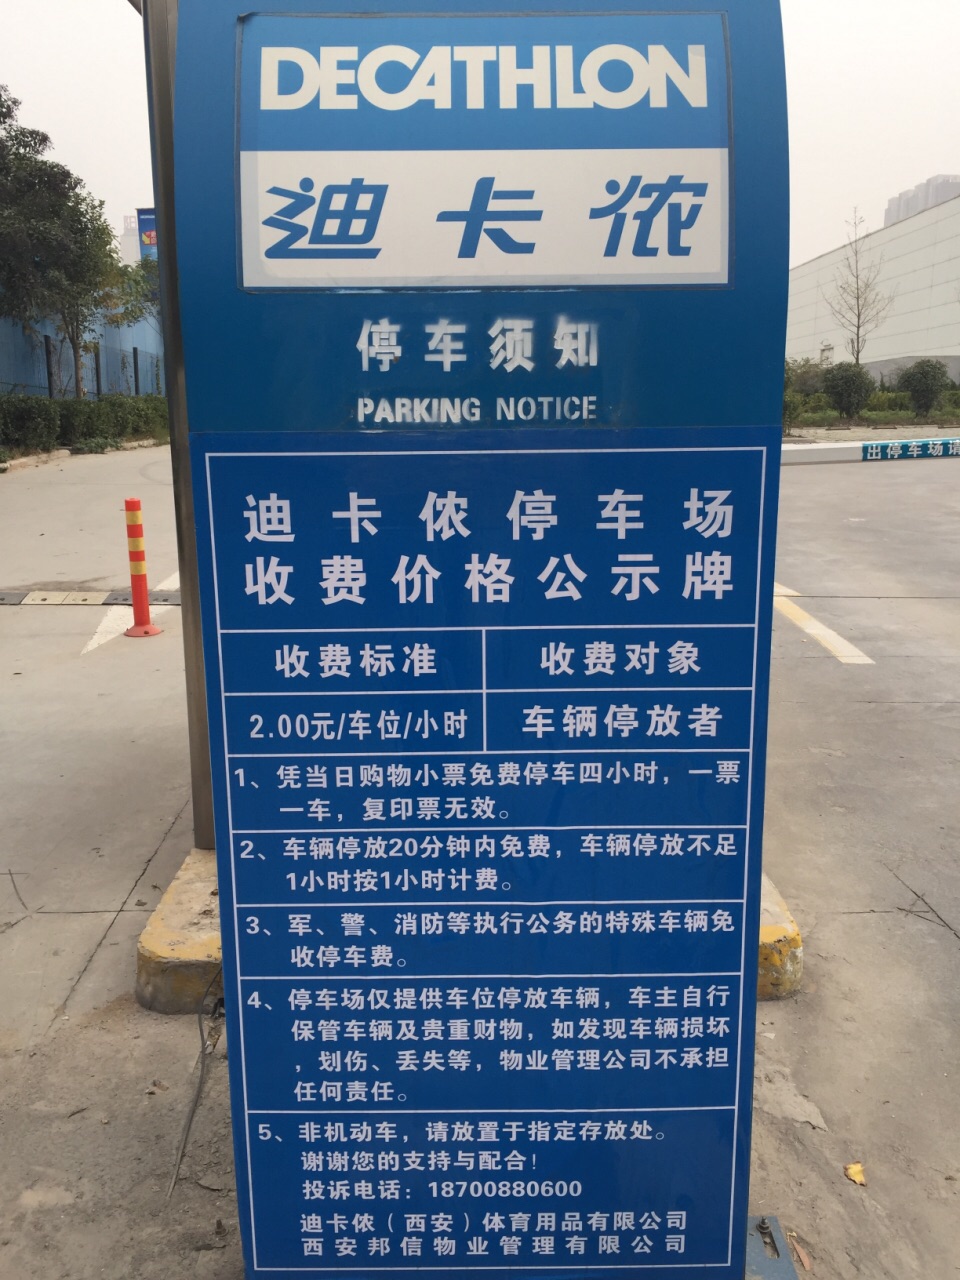 DECATHLON
迪卡侬
停车须知
PARKING NOTICE
出停车场请
迪卡侬停车场
收费价格公示牌
收费标准 收费对象
2.00元/车位/小时 车辆停放者
1、凭当日购物小票免费停车四小时，一票
一车，复印票无效。
2、车辆停放20分钟内免费，车辆停放不足
1小时按1小时计费。
3、军、警、消防等执行公务的特殊车辆免
收停车费。
4、停车场仅提供车位停放车辆，车主自行
保管车辆及贵重财物，如发现车辆损坏
，划伤、丢失等，物业管理公司不承担
任何责任。
5、非机动车，请放置于指定存放处。
谢谢您的支持与配合！
投诉电话：18700880600
迪卡侬（西安）体育用品有限公司
西安邦信物业管理有限公司